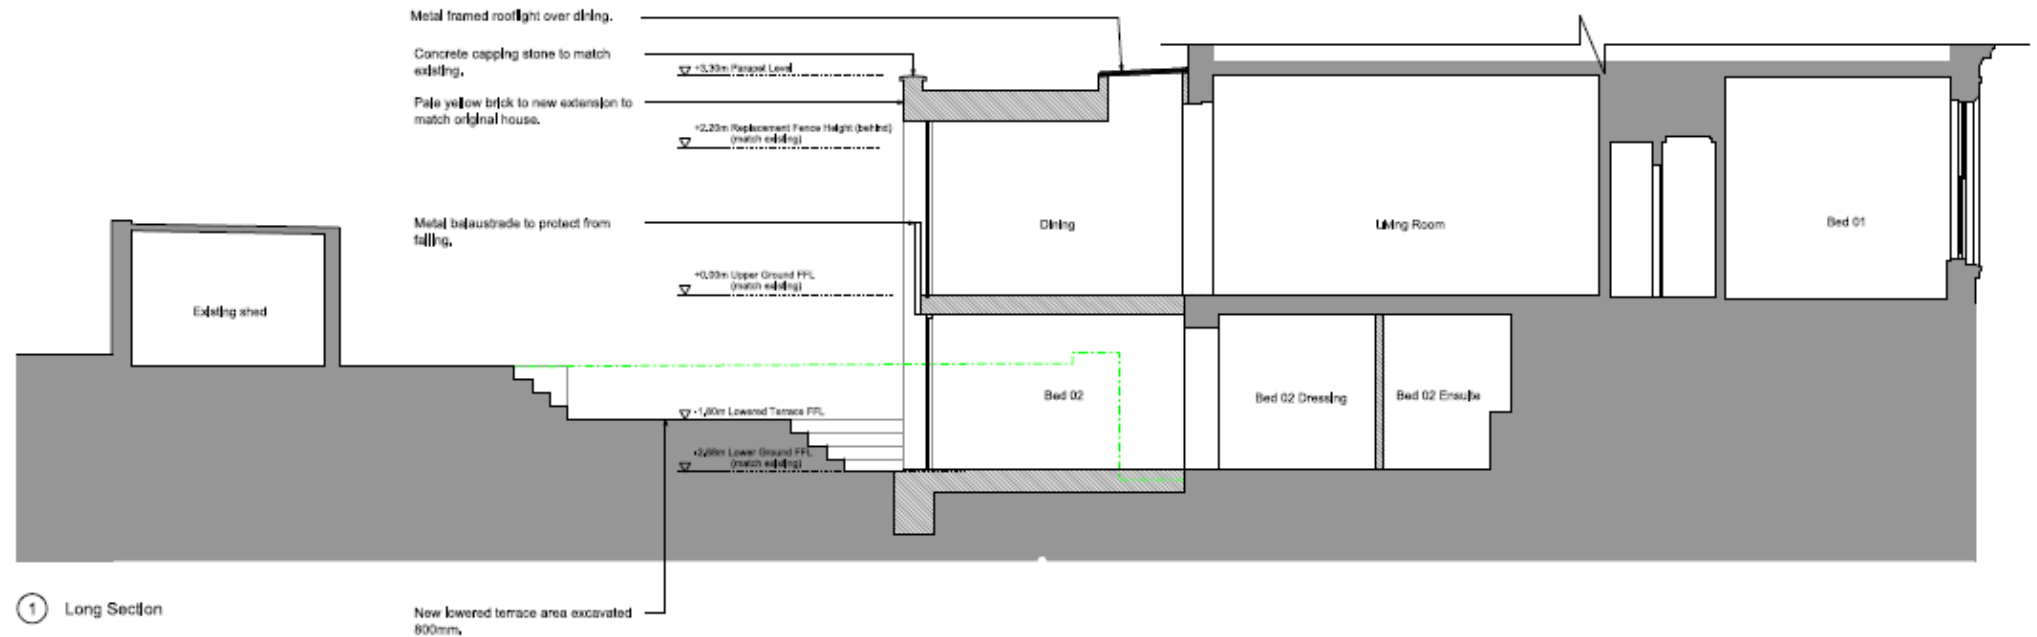 Metal framed rooflight over dining.
Concrete capping stone to match
existing.
+3.30m Parapet Level
Pale yellow brick to new extension to
match original house.
+2.20m Replacement Fence Height (behind)
(match existing)
Metal balaustrade to protect from
falling.
Dining
Living Room
Bed 01
+0.00m Upper Ground FFL
(match existing)
Existing shed
Bed 02
Bed 02 Dressing
Bed 02 Ensuite
Lowered Terrace FFL
Lower Ground FFL
(match existing)
1 Long Section
New lowered terrace area excavated
800mm.